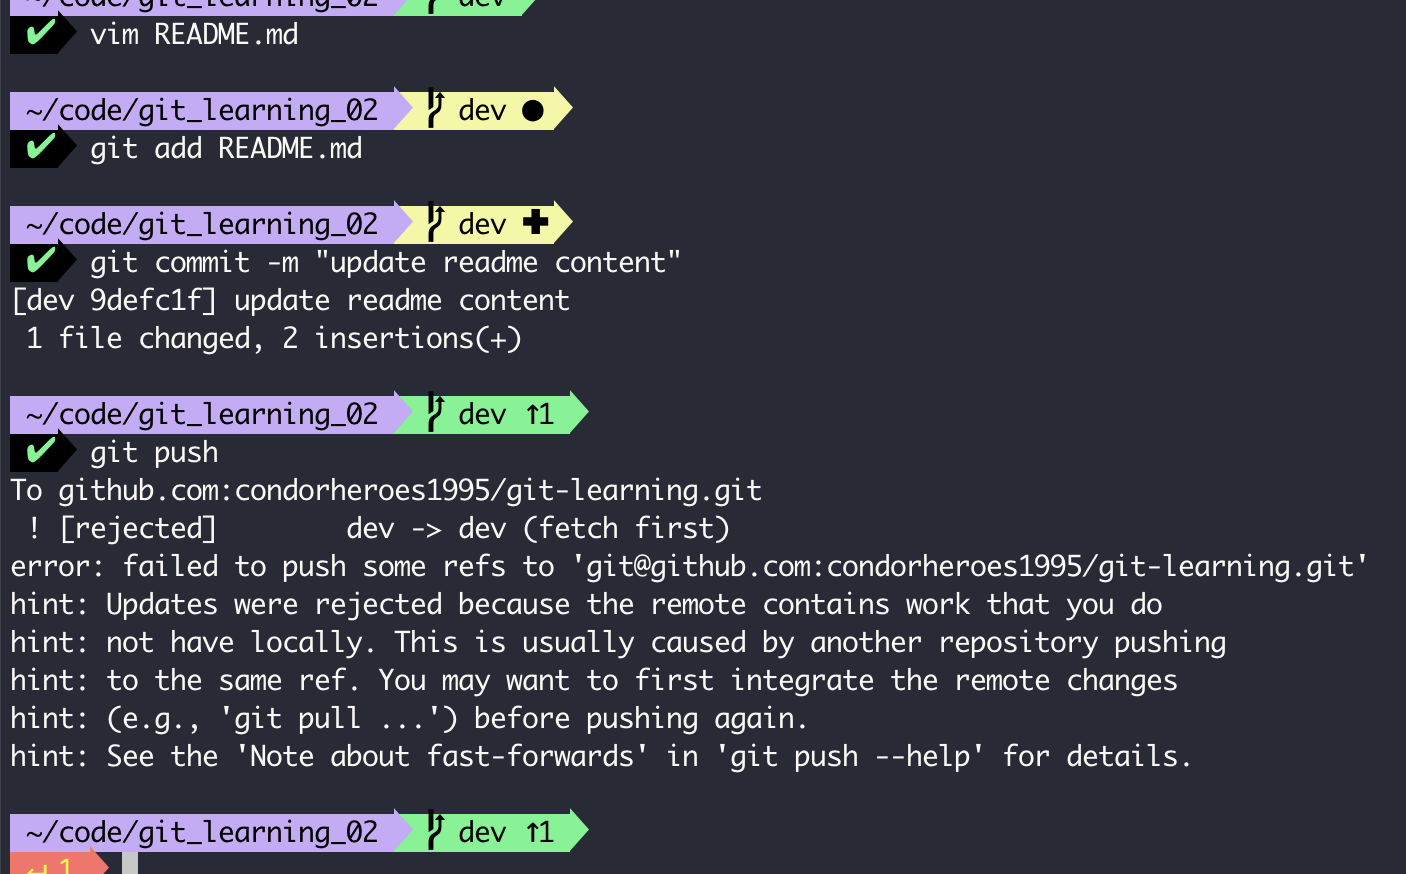 ~/code/git_learning_02 dev
✔ vim README.md
~/code/git_learning_02 dev ●
✔ git add README.md
~/code/git_learning_02 dev ✚
✔ git commit -m "update readme content"
[dev 9defc1f] update readme content
1 file changed, 2 insertions(+)
~/code/git_learning_02 dev ↑1
✔ git push
To github.com:condorheroes1995/git-learning.git
! [rejected] dev -> dev (fetch first)
error: failed to push some refs to 'git@github.com:condorheroes1995/git-learning.git'
hint: Updates were rejected because the remote contains work that you do
hint: not have locally. This is usually caused by another repository pushing
hint: to the same ref. You may want to first integrate the remote changes
hint: (e.g., 'git pull ...') before pushing again.
hint: See the 'Note about fast-forwards' in 'git push --help' for details.
~/code/git_learning_02 dev ↑1
↵ 1